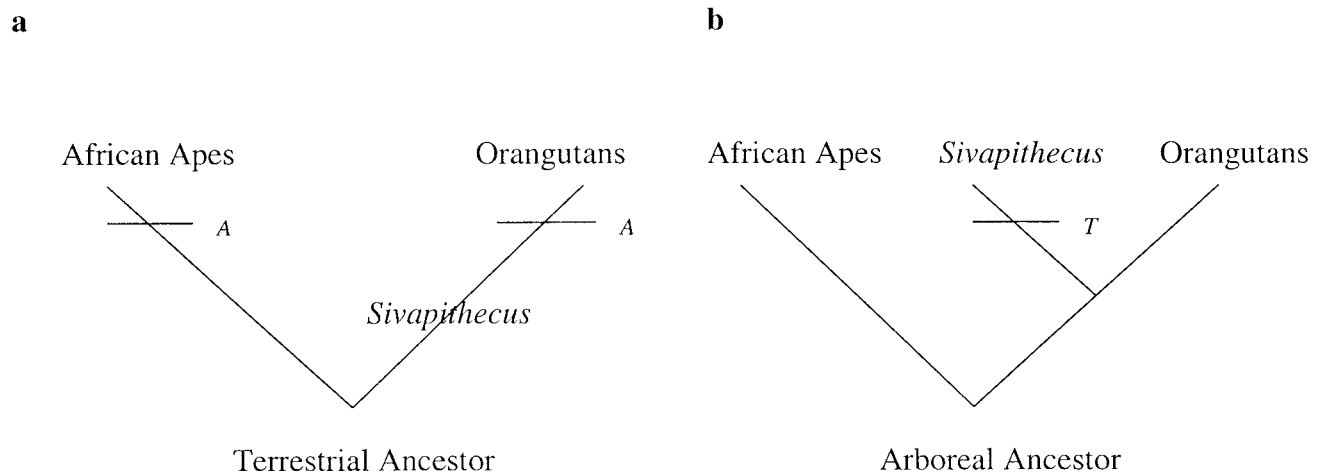 a
African Apes
Orangutans
A
A
Sivapithecus
Terrestrial Ancestor
b
African Apes
Sivapithecus
Orangutans
T
Arboreal Ancestor